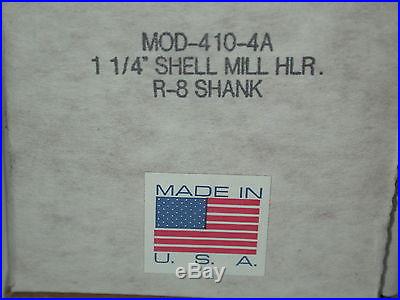 MOD-410-4A
1 1/4" SHELL MILL HLR.
R-8 SHANK
MADE IN
U. S. A.